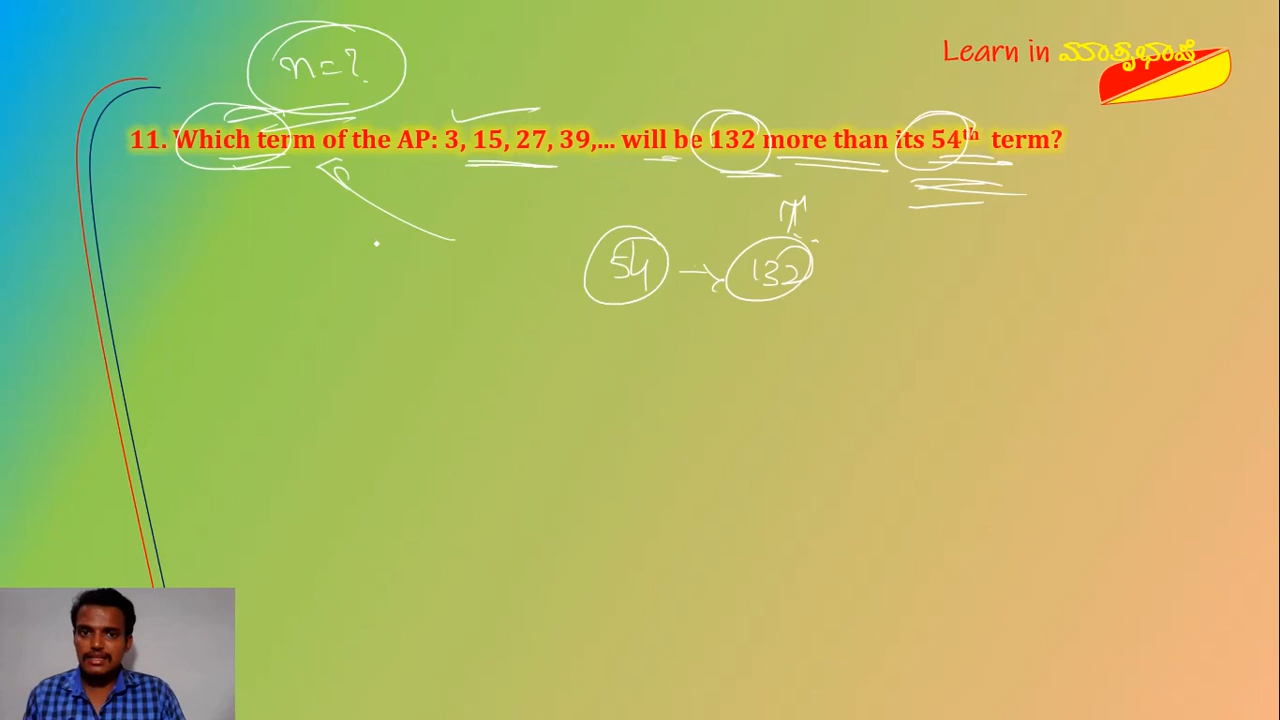 n=?
Learn in ಮಾತೃಭಾಷೆ
11. Which term of the AP: 3, 15, 27, 39,... will be 132 more than its 54th term?
54 → 132